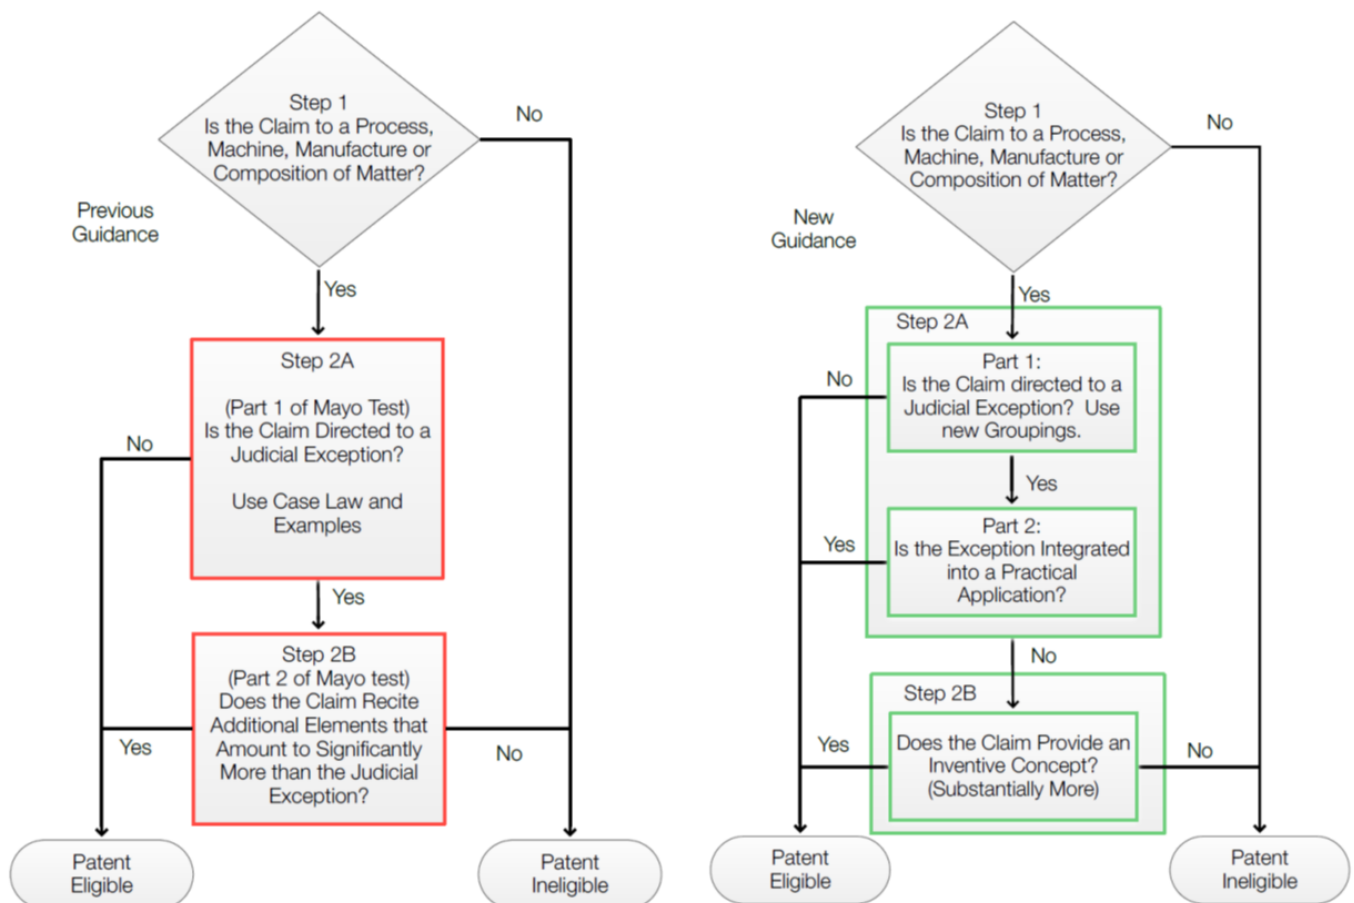 Step 1
Is the Claim to a Process,
Machine, Manufacture or
Composition of Matter?
No
Previous
Guidance
Yes
Step 2A
(Part 1 of Mayo Test)
Is the Claim Directed to a
Judicial Exception?
Use Case Law and
Examples
No
Yes
Step 2B
(Part 2 of Mayo test)
Does the Claim Recite
Additional Elements that
Amount to Significantly
More than the Judicial
Exception?
Yes
No
Patent
Eligible
Patent
Ineligible
Step 1
Is the Claim to a Process,
Machine, Manufacture or
Composition of Matter?
No
New
Guidance
Yes
Step 2A
Part 1:
Is the Claim directed to a
Judicial Exception? Use
new Groupings.
No
Yes
Part 2:
Is the Exception Integrated
into a Practical
Application?
Yes
No
Step 2B
Does the Claim Provide an
Inventive Concept?
(Substantially More)
Yes
No
Patent
Eligible
Patent
Ineligible